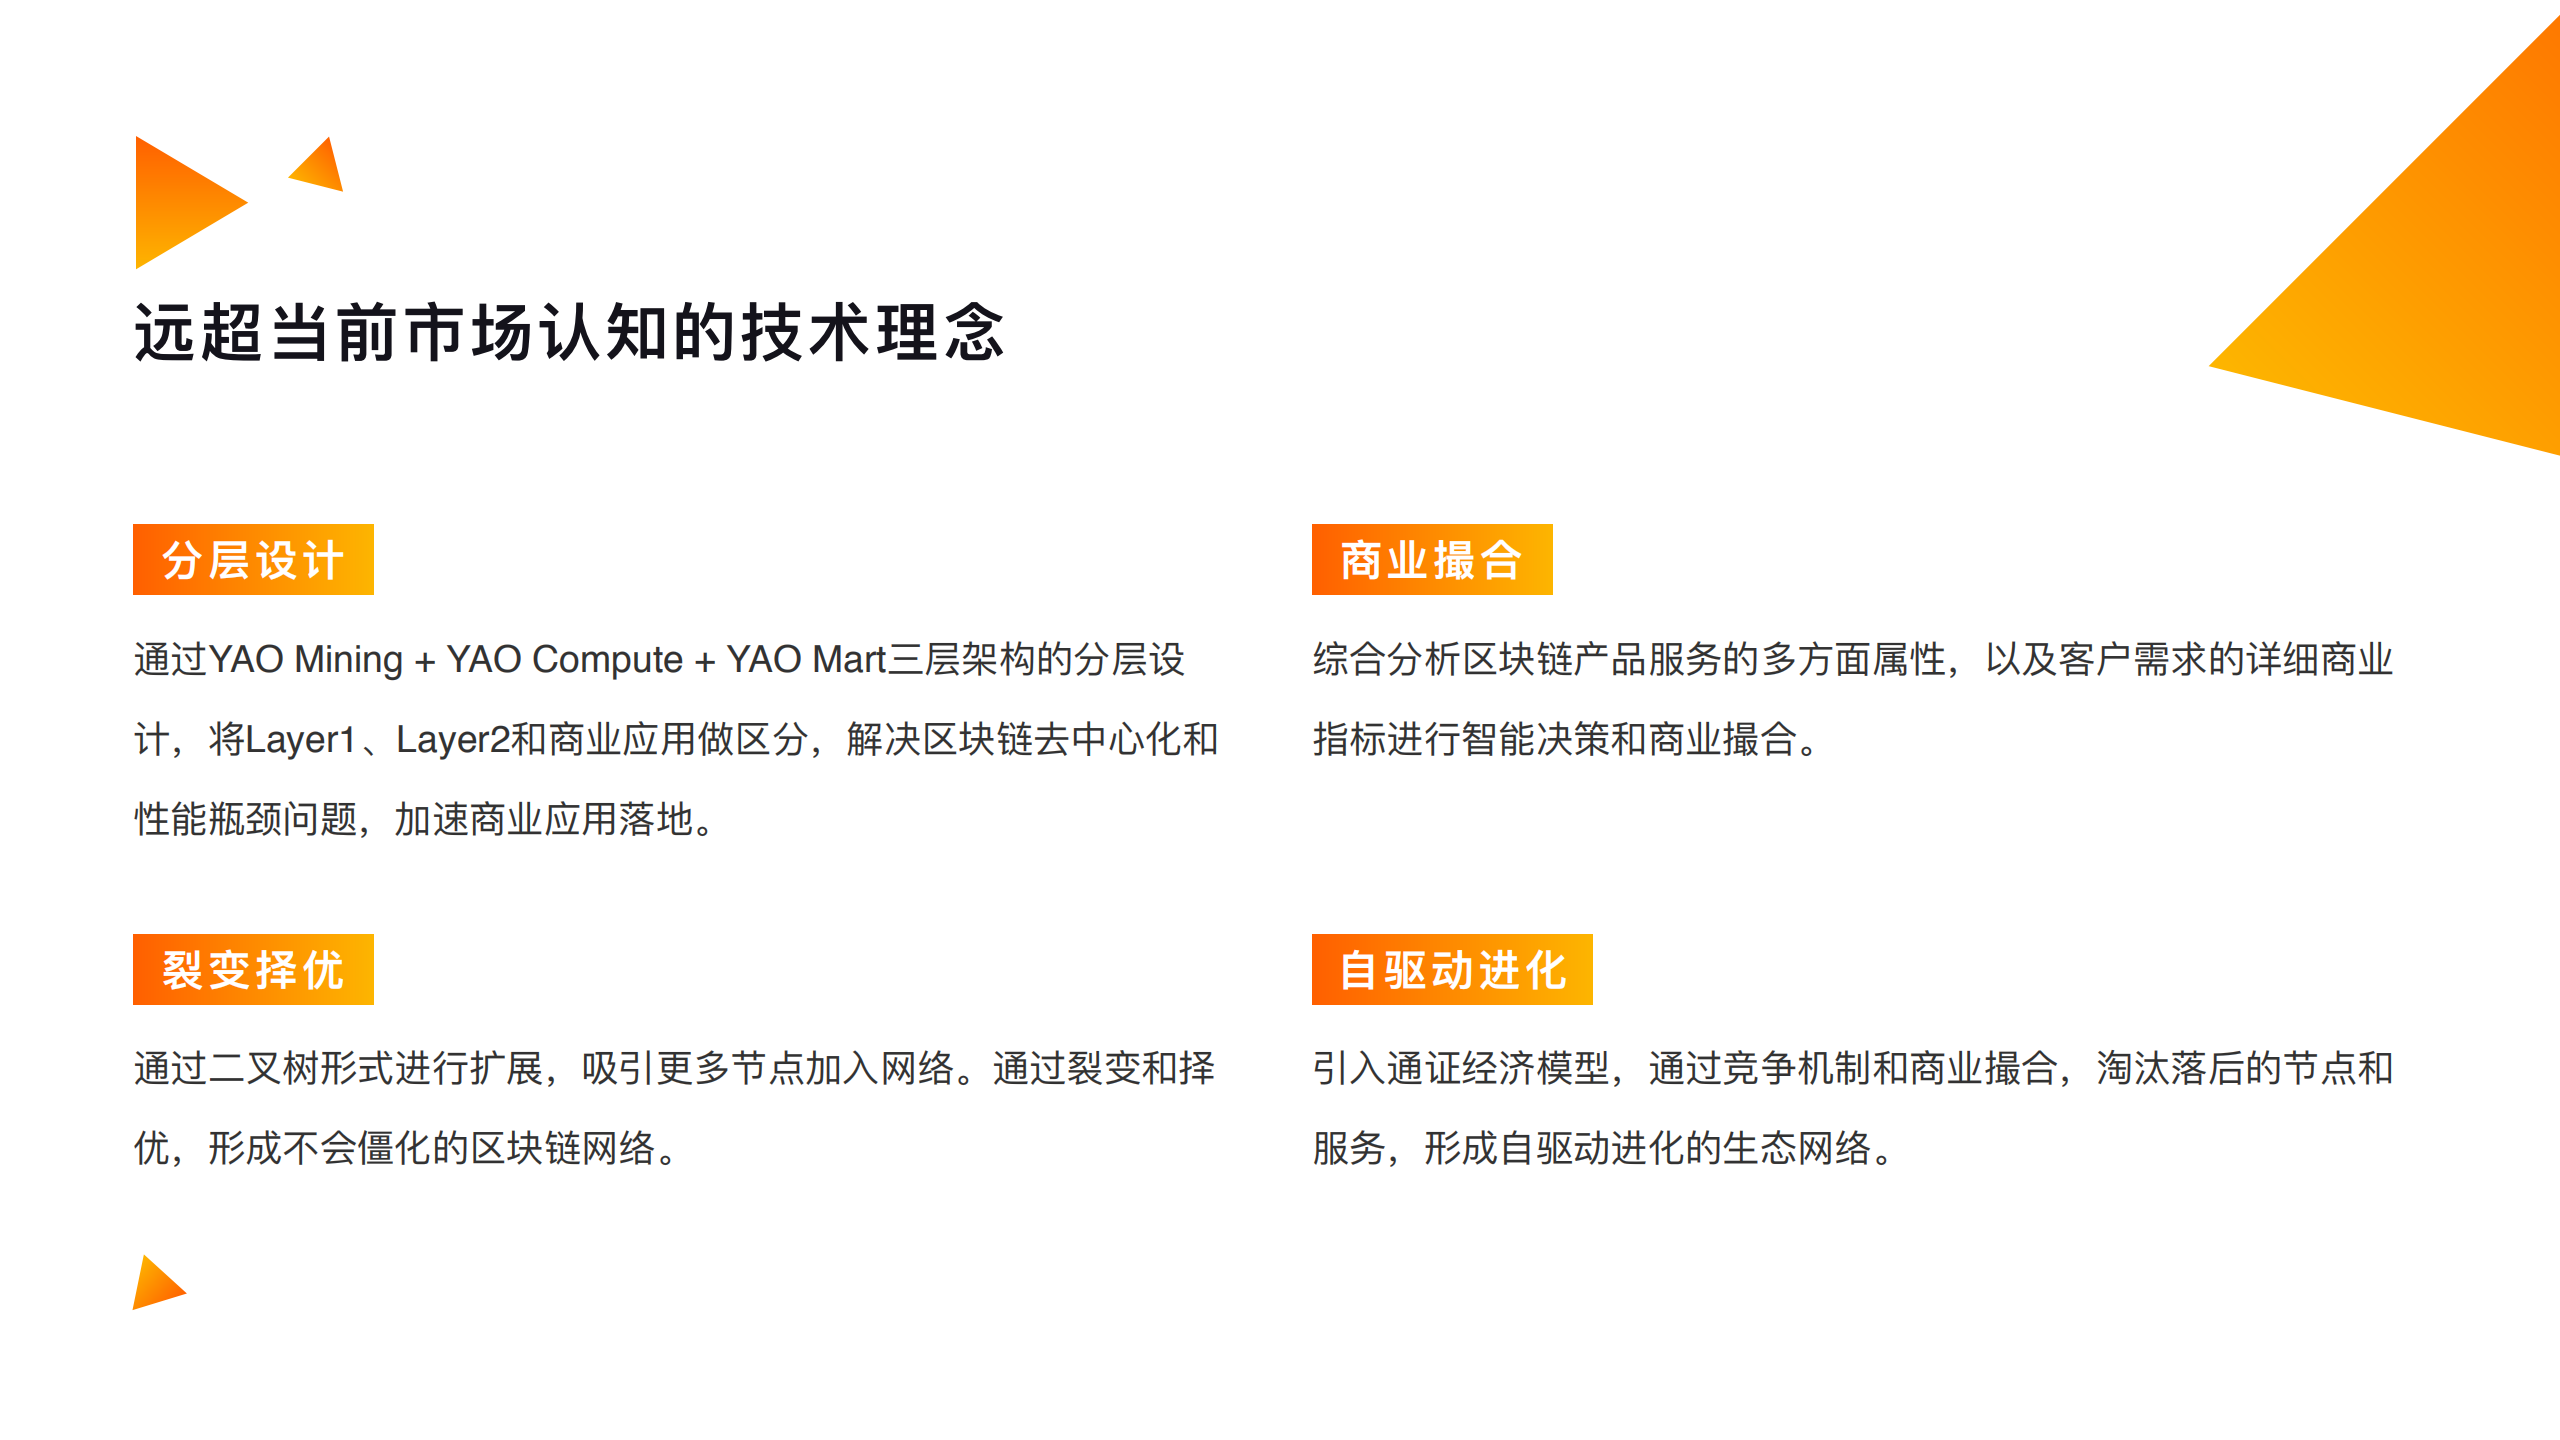 远超当前市场认知的技术理念
分层设计
通过YAO Mining + YAO Compute + YAO Mart三层架构的分层设
计，将Layer1、Layer2和商业应用做区分，解决区块链去中心化和
性能瓶颈问题，加速商业应用落地。
商业撮合
综合分析区块链产品服务的多方面属性，以及客户需求的详细商业
指标进行智能决策和商业撮合。
裂变择优
通过二叉树形式进行扩展，吸引更多节点加入网络。通过裂变和择
优，形成不会僵化的区块链网络。
自驱动进化
引入通证经济模型，通过竞争机制和商业撮合，淘汰落后的节点和
服务，形成自驱动进化的生态网络。